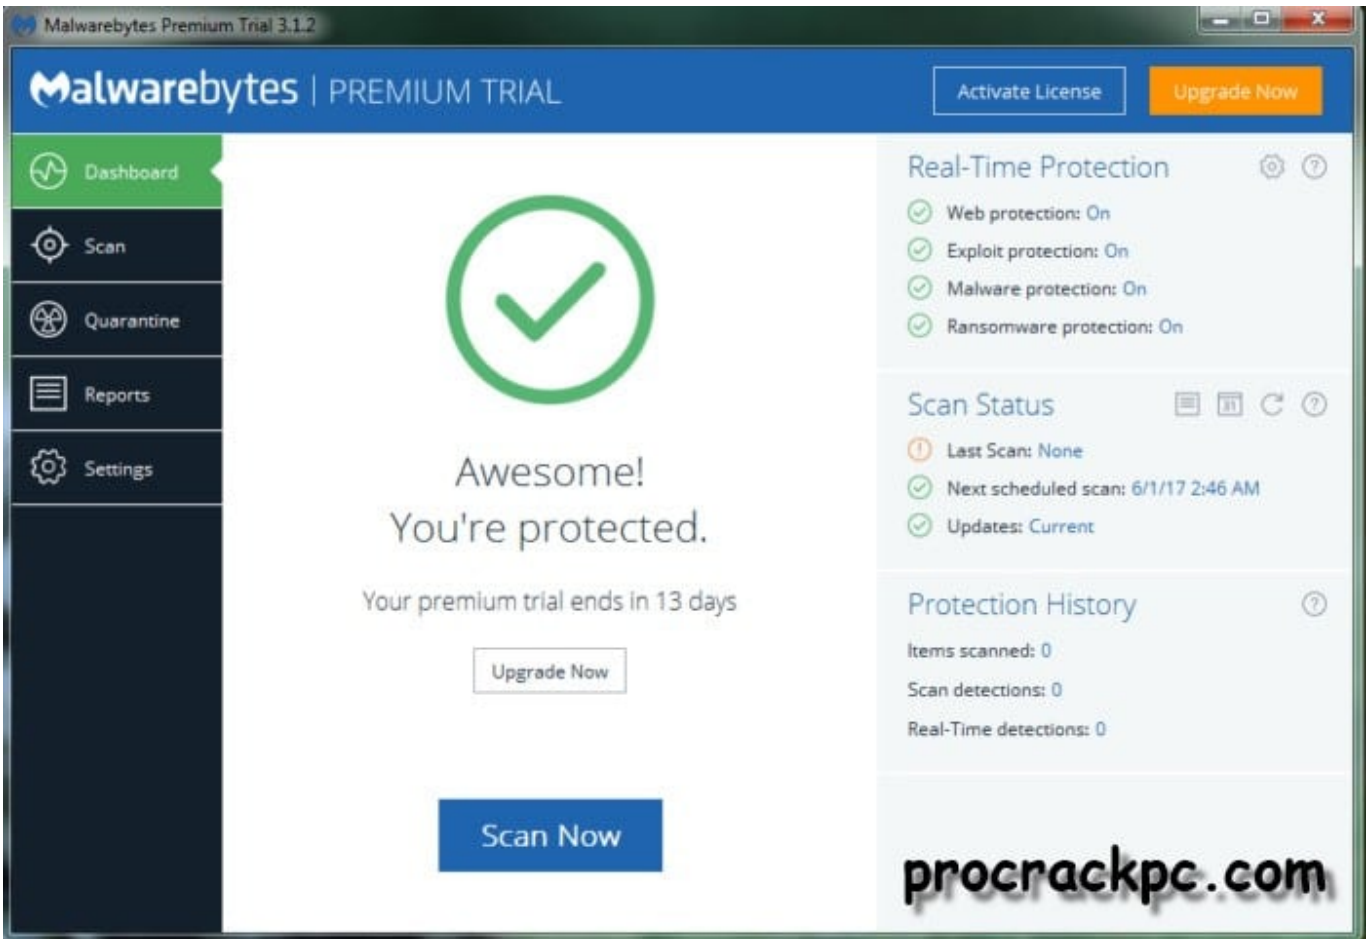 Malwarebytes Premium Trial 3.1.2
Malwarebytes | PREMIUM TRIAL
Activate License
Upgrade Now
Dashboard
Scan
Quarantine
Reports
Settings
Awesome!
You're protected.
Your premium trial ends in 13 days
Upgrade Now
Scan Now
Real-Time Protection
Web protection: On
Exploit protection: On
Malware protection: On
Ransomware protection: On
Scan Status
31
Last Scan: None
Next scheduled scan: 6/1/17 2:46 AM
Updates: Current
Protection History
Items scanned: 0
Scan detections: 0
Real-Time detections: 0
procrackpc.com